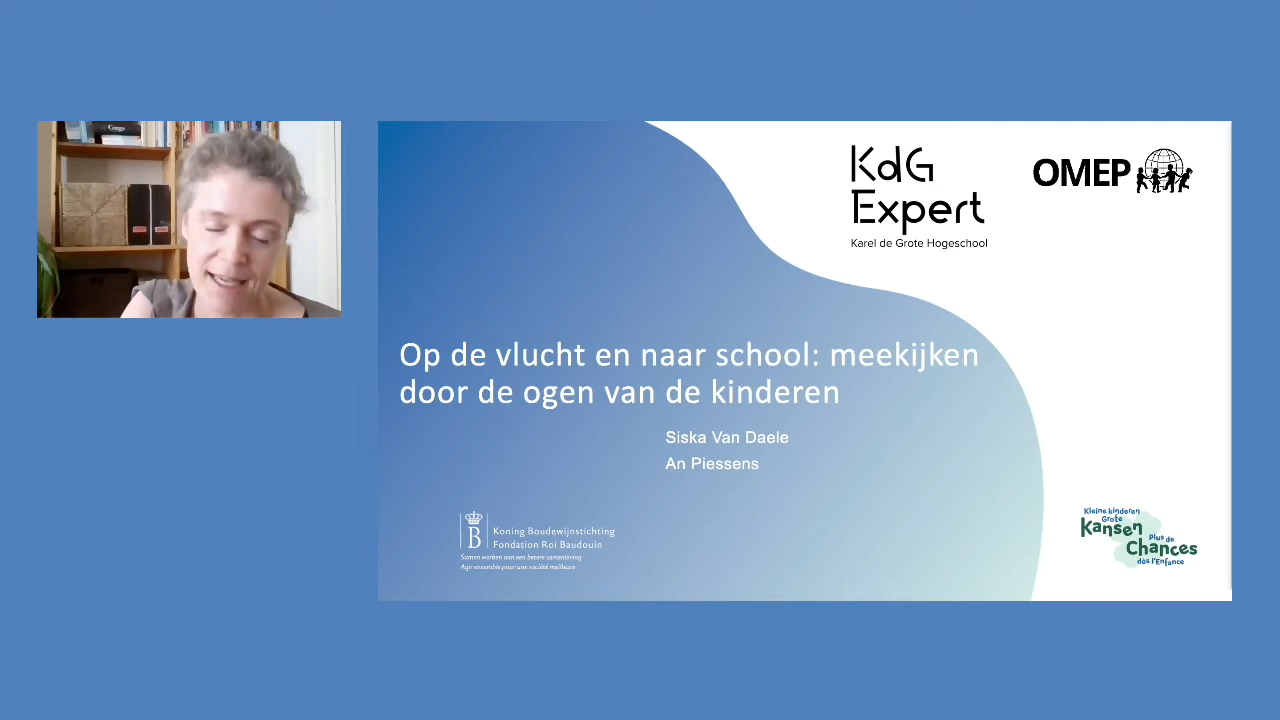 KdG
Expert
Karel de Grote Hogeschool
OMEP
Op de vlucht en naar school: meekijken
door de ogen van de kinderen
Siska Van Daele
An Piessens
B
Koning Boudewijnstichting
Fondation Roi Baudouin
Samen werken aan een betere samenleving
Agir ensemble pour une société meilleure
Kleine kinderen
Grote
Kansen
Plus de
Chances
dès l'Enfance